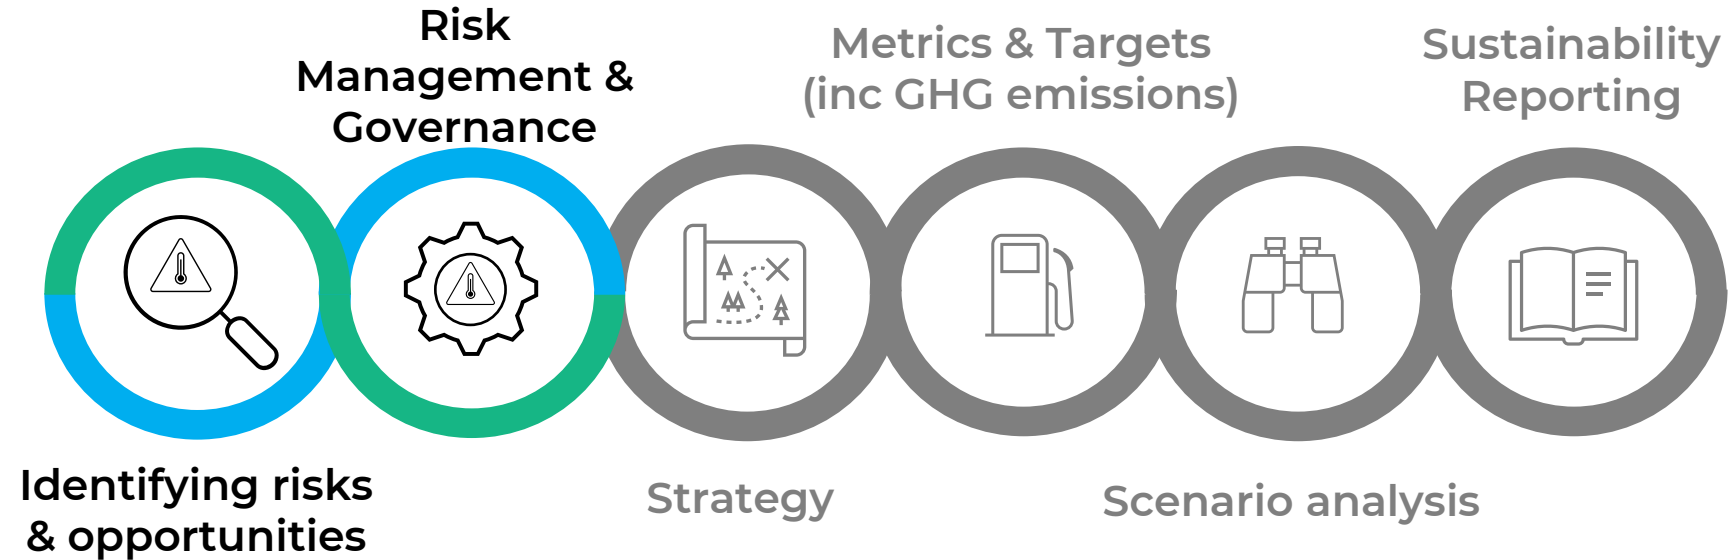 Risk
Management &
Governance
Metrics & Targets
(inc GHG emissions)
Sustainability
Reporting
Identifying risks
& opportunities
Strategy
Scenario analysis